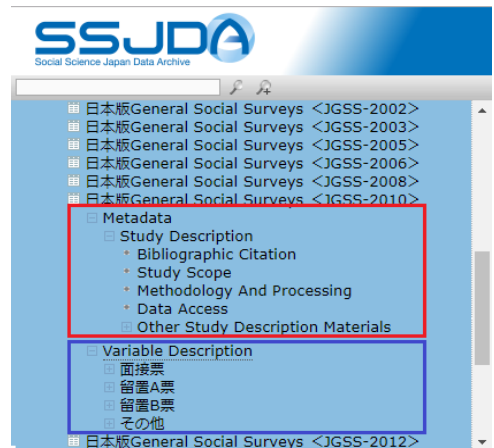 SSJDA
Social Science Japan Data Archive
日本版General Social Surveys <JGSS-2002>
日本版General Social Surveys <JGSS-2003>
日本版General Social Surveys <JGSS-2005>
日本版General Social Surveys <JGSS-2006>
日本版General Social Surveys <JGSS-2008>
日本版General Social Surveys <JGSS-2010>
Metadata
Study Description
Bibliographic Citation
Study Scope
Methodology And Processing
Data Access
Other Study Description Materials
Variable Description
面接票
留置A票
留置B票
その他
日本版General Social Surveys <JGSS-2012>